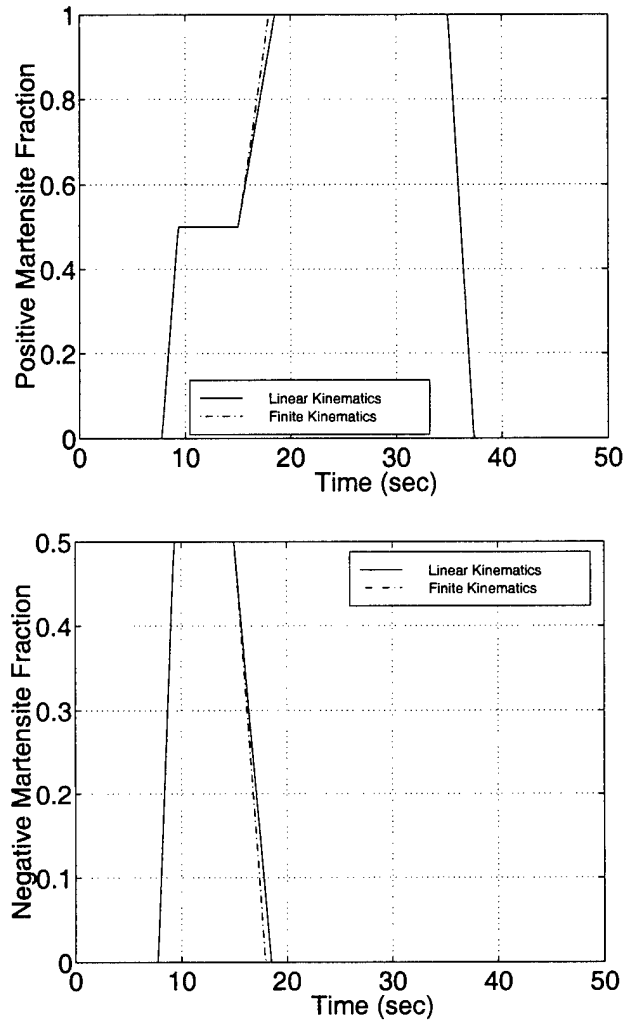 1
0.8
0.6
0.4
0.2
0
Positive Martensite Fraction
Linear Kinematics
Finite Kinematics
0 10 20 30 40 50
Time (sec)
0.5
0.4
0.3
0.2
0.1
0
Negative Martensite Fraction
Linear Kinematics
Finite Kinematics
0 10 20 30 40 50
Time (sec)